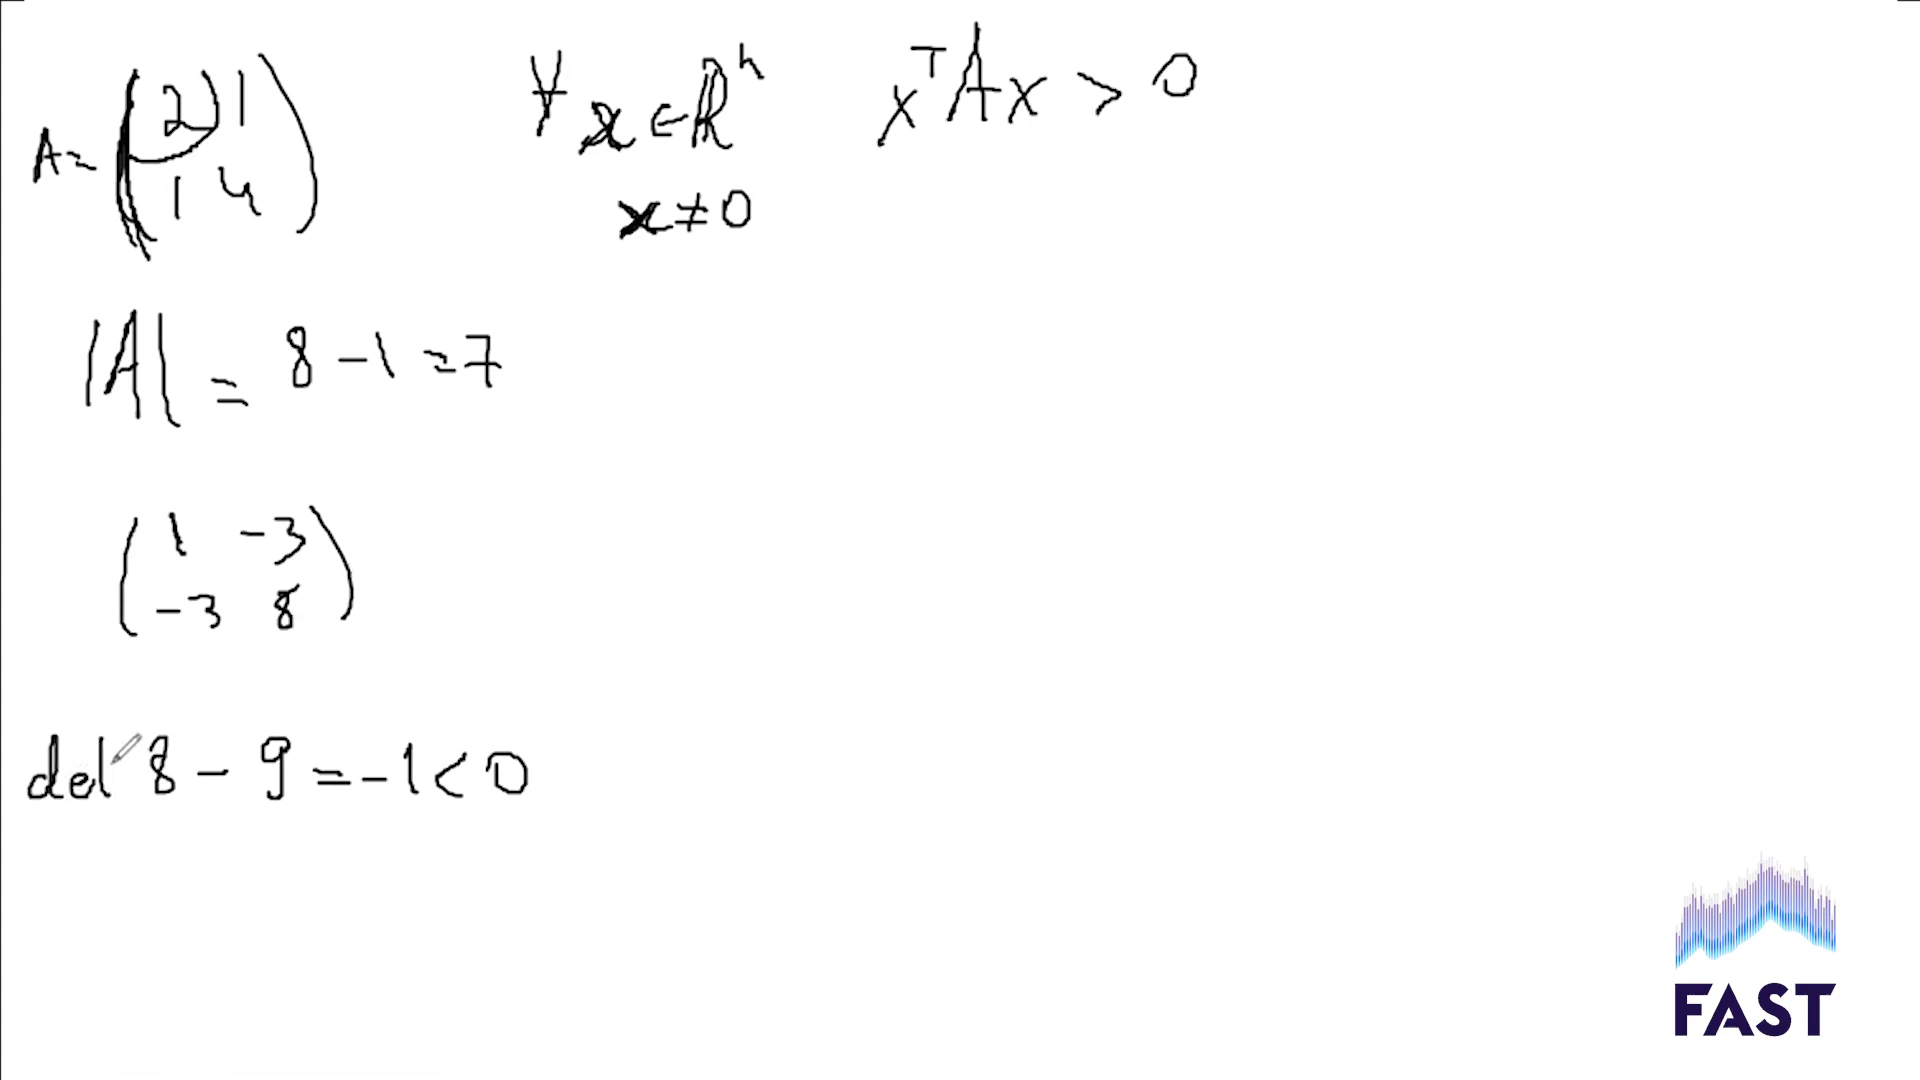 A = ( 2 1 ∀ x ∈ ℝⁿ xᵀAx > 0
1 4 ) x ≠ 0
|A| = 8 - 1 = 7
( 1 -3
-3 8 )
det 8 - 9 = -1 < 0
FAST